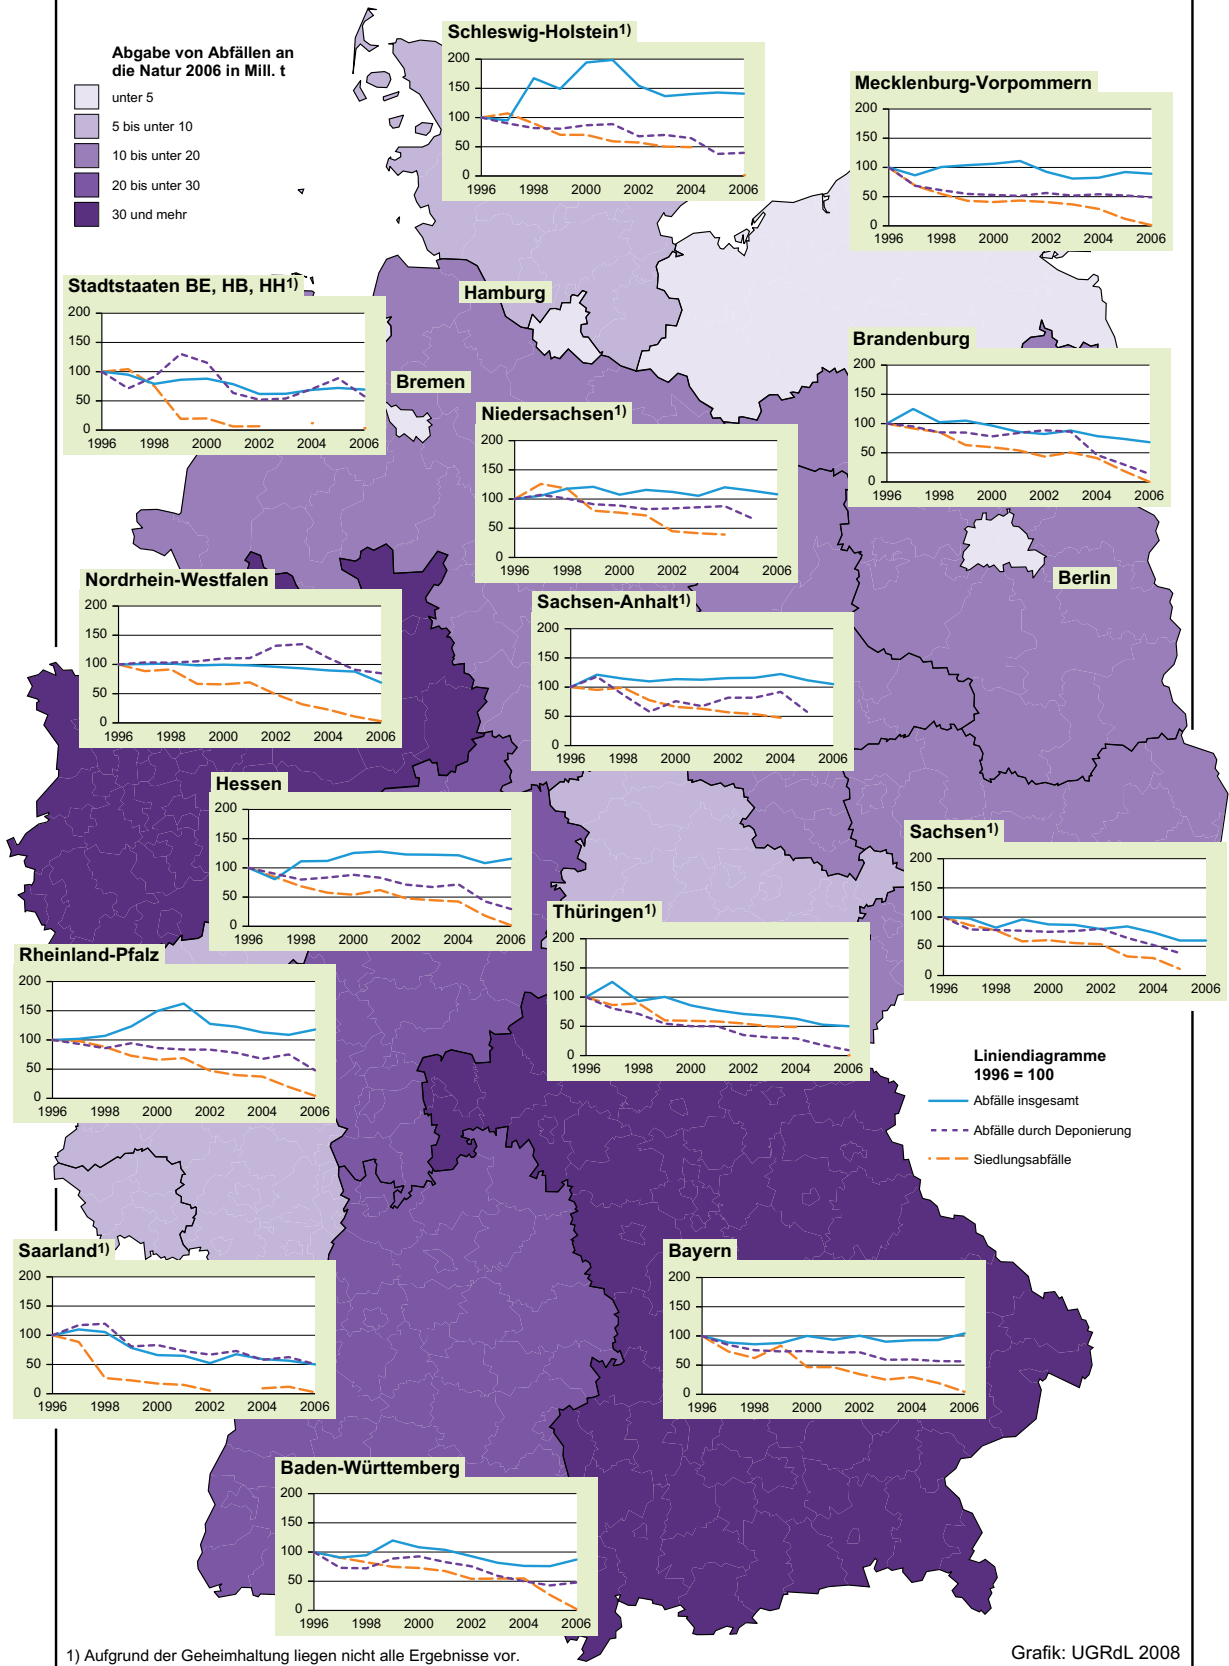 Abgabe von Abfällen an
die Natur 2006 in Mill. t
unter 5
5 bis unter 10
10 bis unter 20
20 bis unter 30
30 und mehr
Schleswig-Holstein1)
200
150
100
50
0
1996 1998 2000 2002 2004 2006
Mecklenburg-Vorpommern
200
150
100
50
0
1996 1998 2000 2002 2004 2006
Stadtstaaten BE, HB, HH1)
200
150
100
50
0
1996 1998 2000 2002 2004 2006
Hamburg
Bremen
Brandenburg
200
150
100
50
0
1996 1998 2000 2002 2004 2006
Niedersachsen1)
200
150
100
50
0
1996 1998 2000 2002 2004 2006
Berlin
Nordrhein-Westfalen
200
150
100
50
0
1996 1998 2000 2002 2004 2006
Sachsen-Anhalt1)
200
150
100
50
0
1996 1998 2000 2002 2004 2006
Hessen
200
150
100
50
0
1996 1998 2000 2002 2004 2006
Sachsen1)
200
150
100
50
0
1996 1998 2000 2002 2004 2006
Thüringen1)
200
150
100
50
0
1996 1998 2000 2002 2004 2006
Rheinland-Pfalz
200
150
100
50
0
1996 1998 2000 2002 2004 2006
Liniendiagramme
1996 = 100
Abfälle insgesamt
Abfälle durch Deponierung
Siedlungsabfälle
Saarland1)
200
150
100
50
0
1996 1998 2000 2002 2004 2006
Bayern
200
150
100
50
0
1996 1998 2000 2002 2004 2006
Baden-Württemberg
200
150
100
50
0
1996 1998 2000 2002 2004 2006
1) Aufgrund der Geheimhaltung liegen nicht alle Ergebnisse vor.
Grafik: UGRdL 2008